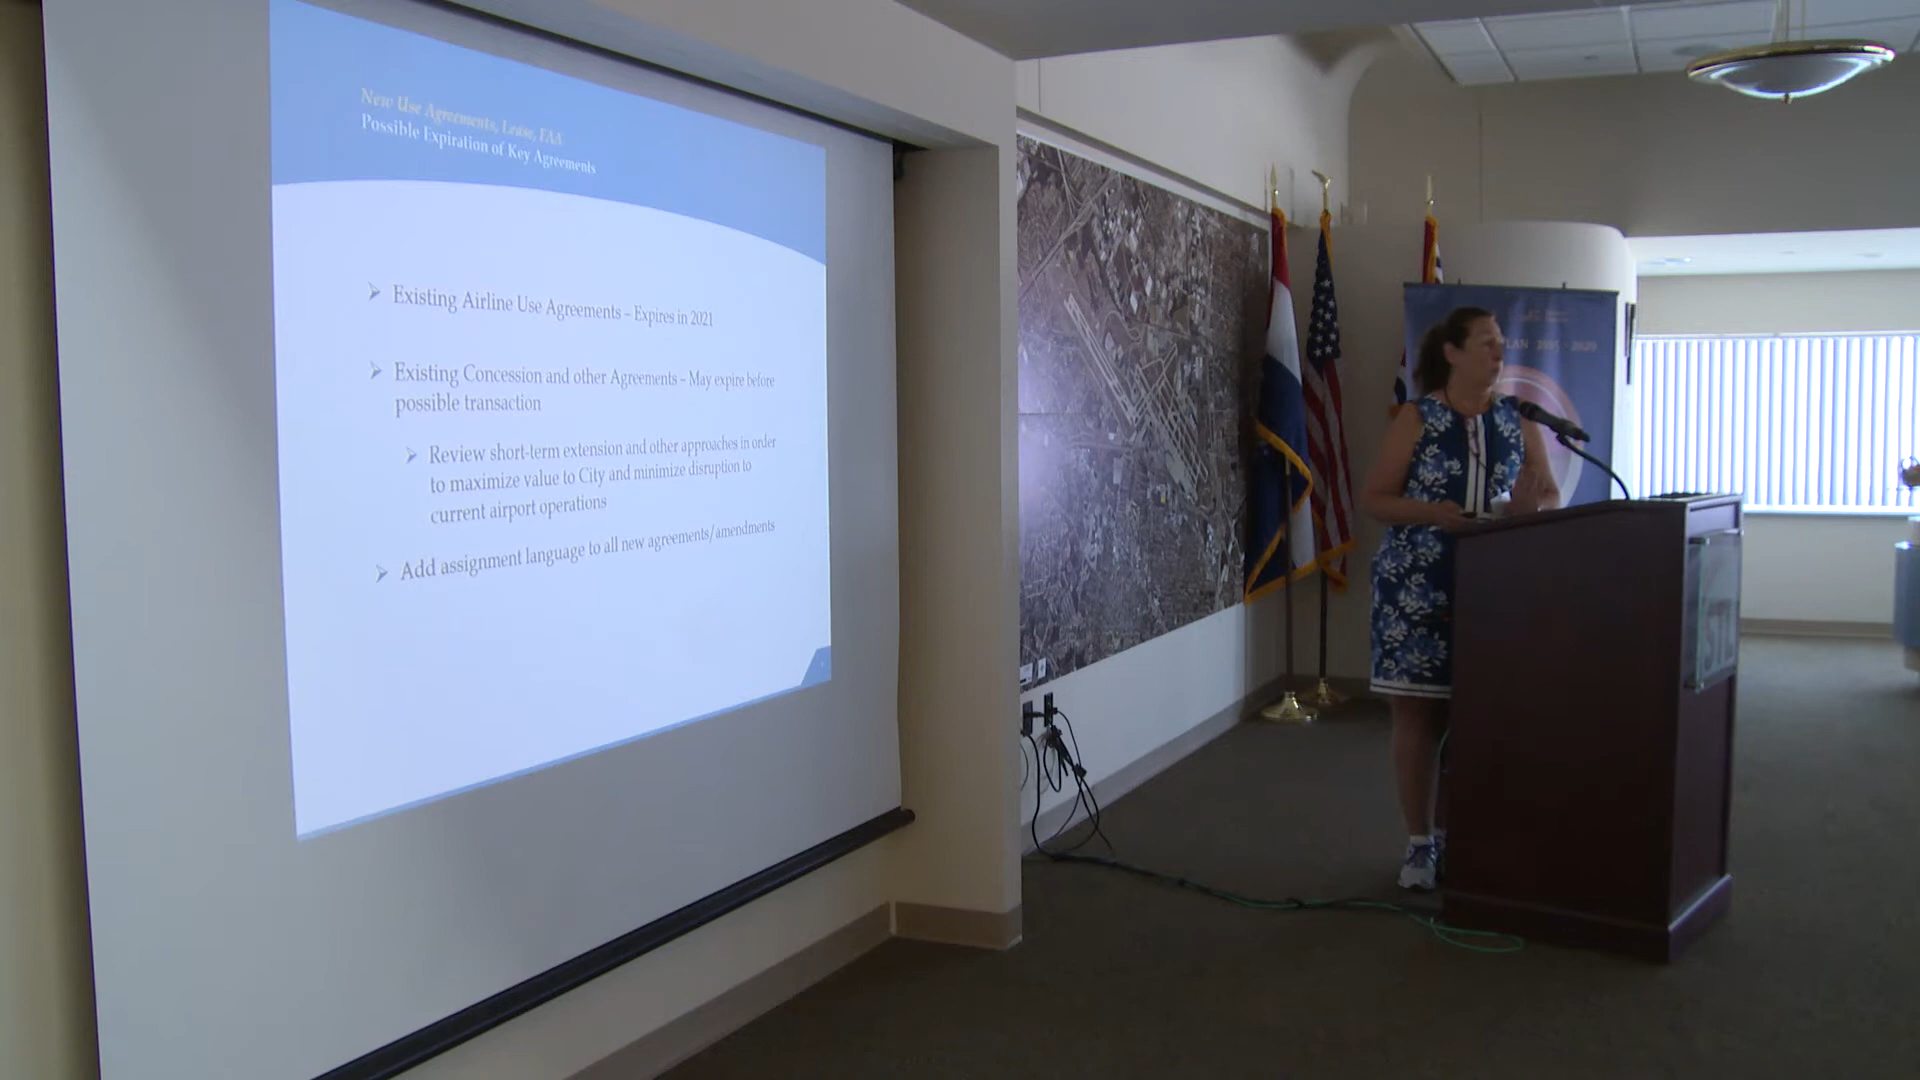 New Use Agreements, Lease, FAA
Possible Expiration of Key Agreements
Existing Airline Use Agreements – Expires in 2021
Existing Concession and other Agreements – May expire before
possible transaction
Review short-term extension and other approaches in order
to maximize value to City and minimize disruption to
current airport operations
Add assignment language to all new agreements/amendments
STL